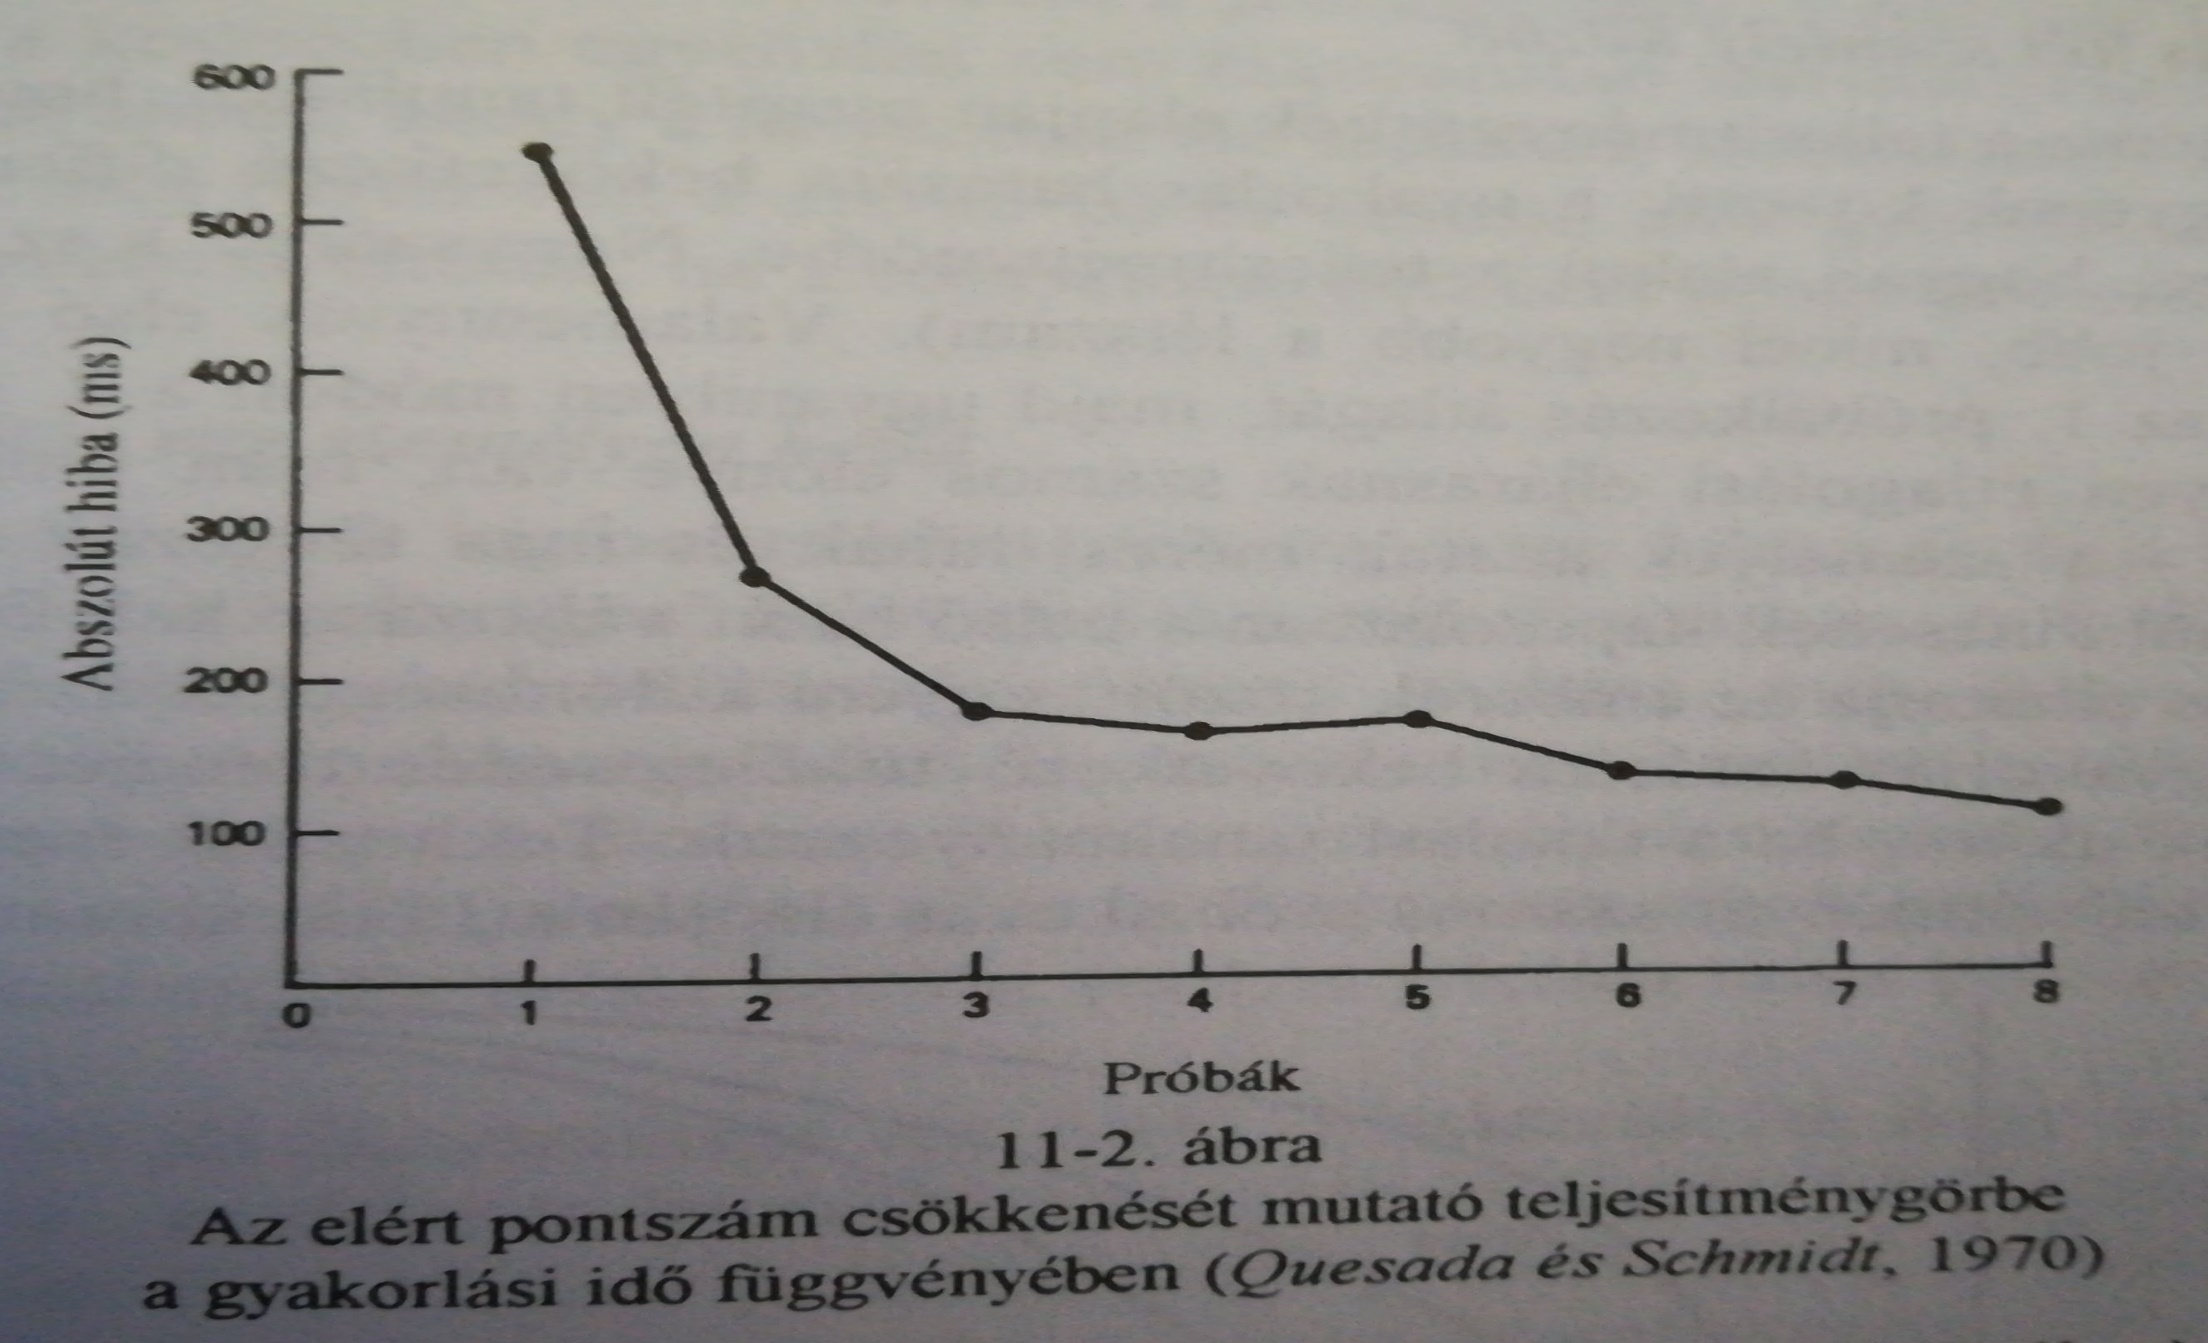 600
500
400
300
200
100
Abszolút hiba (ms)
0 1 2 3 4 5 6 7 8
Próbák
11-2. ábra
Az elért pontszám csökkenését mutató teljesítménygörbe
a gyakorlási idő függvényében (Quesada és Schmidt, 1970)